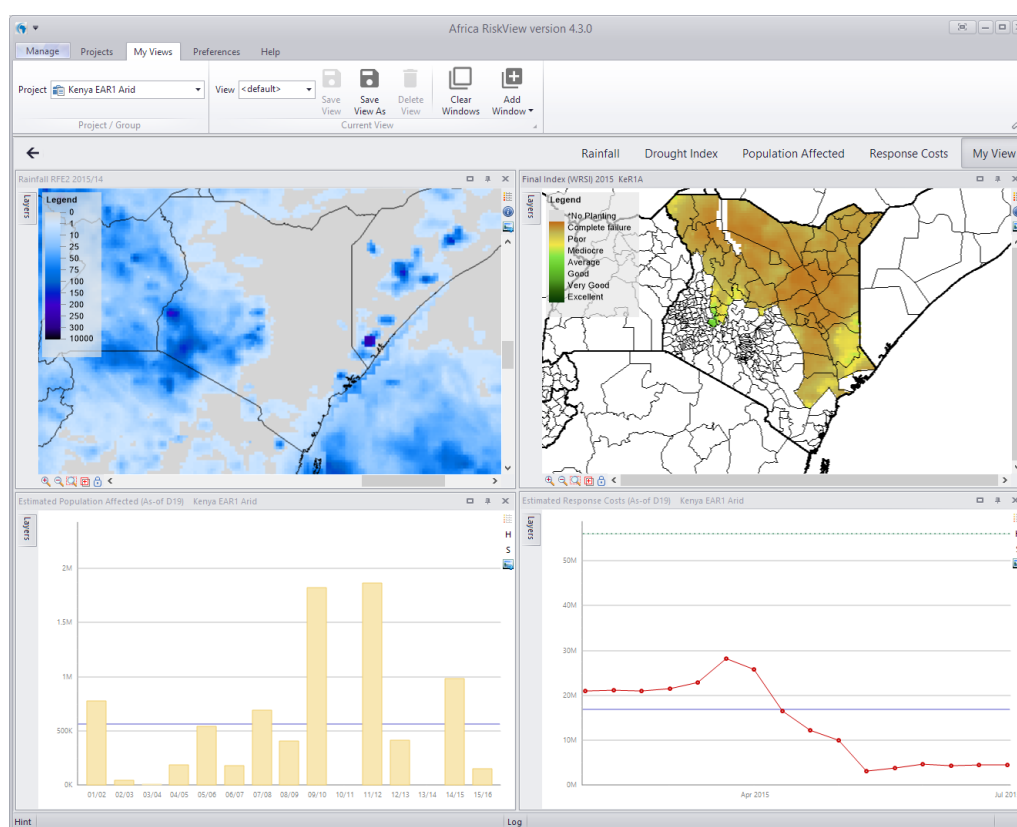 Africa RiskView version 4.3.0
Manage Projects My Views Preferences Help
Project Kenya EAR1 Arid View <default> Save View Save View As Delete View Clear Windows Add Window
Project / Group Current View
Rainfall Drought Index Population Affected Response Costs My View
Rainfall RFE2 2015/14
Layers
Legend
0
1
10
25
50
75
100
150
200
250
300
10000
Final Index (WRSI) 2015 KeR1A
Layers
Legend
*No Planting
Complete failure
Poor
Mediocre
Average
Good
Very Good
Excellent
Estimated Population Affected (As-of D19) Kenya EAR1 Arid
Layers
H
S
2M
1.5M
1M
500K
0K
01/02 02/03 03/04 04/05 05/06 06/07 07/08 08/09 09/10 10/11 11/12 12/13 13/14 14/15 15/16
Estimated Response Costs (As-of D19) Kenya EAR1 Arid
Layers
50M
40M
30M
20M
10M
0M
Apr 2015 Jul 201
Hint Log